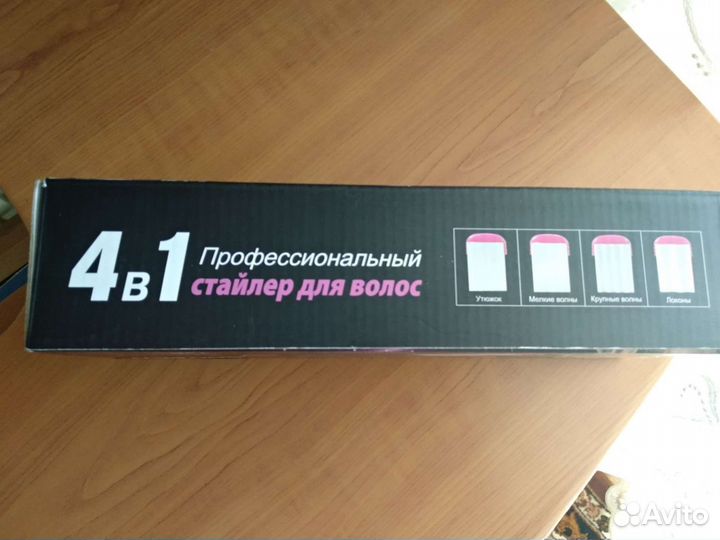 4в1
Профессиональный
стайлер для волос
Утюжок
Мелкие волны
Крупные волны
Локоны
Avito